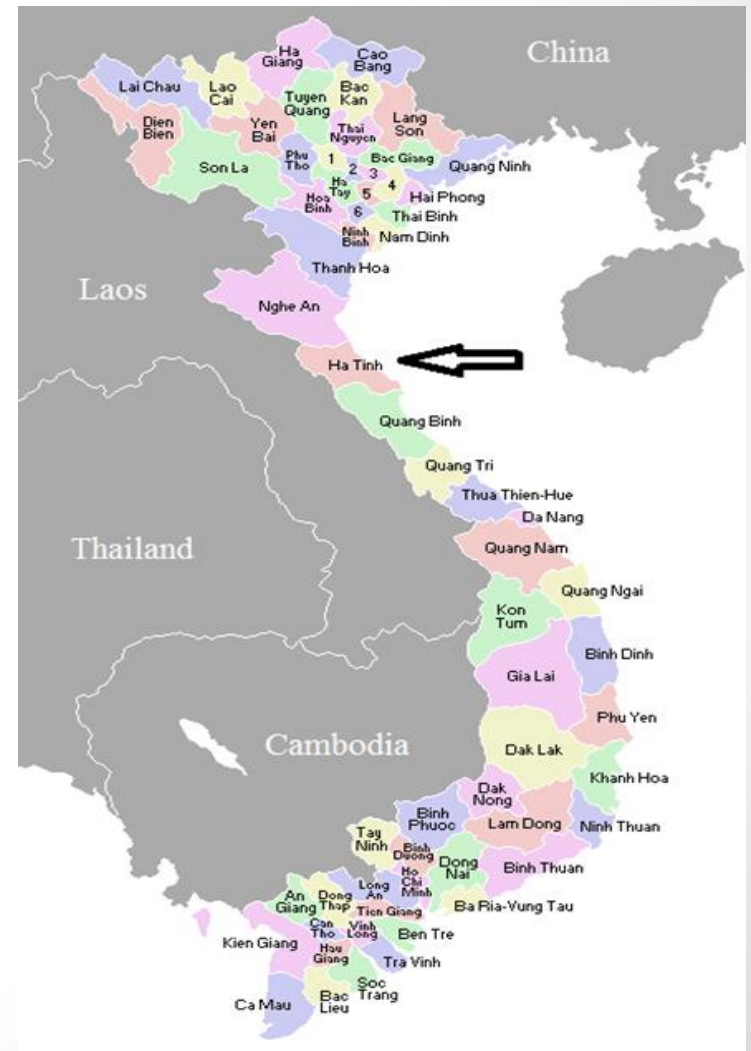 China
Ha
Giang
Cao
Bang
Lai Chau
Lao
Cai
Tuyen
Quang
Bac
Kan
Lang
Son
Dien
Bien
Yen
Bai
Thai
Nguyen
Phu
Tho
1
2
3
Bac Giang
Quang Ninh
Son La
Ha
Tay
5
4
Hai Phong
Hoa
Binh
6
Thai Binh
Ninh
Binh
Nam Dinh
Thanh Hoa
Laos
Nghe An
Ha Tinh
Quang Binh
Quang Tri
Thua Thien-Hue
Da Nang
Thailand
Quang Nam
Quang Ngai
Kon
Tum
Binh Dinh
Gia Lai
Phu Yen
Cambodia
Dak Lak
Khanh Hoa
Dak
Nong
Binh
Phuoc
Lam Dong
Ninh Thuan
Tay
Ninh
Binh
Duong
Dong
Nai
Binh Thuan
Ho
Chi
Minh
Long
An
An
Giang
Dong
Thap
Tien Giang
Ba Ria-Vung Tau
Can
Tho
Vinh
Long
Ben Tre
Kien Giang
Hau
Giang
Tra Vinh
Soc
Trang
Ca Mau
Bac
Lieu